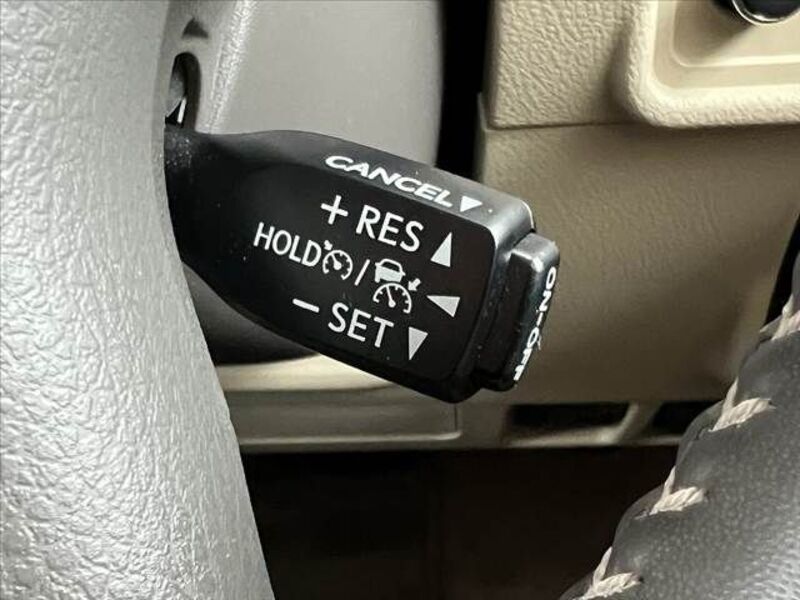 CANCEL
+ RES
HOLD /
- SET
ON-OFF